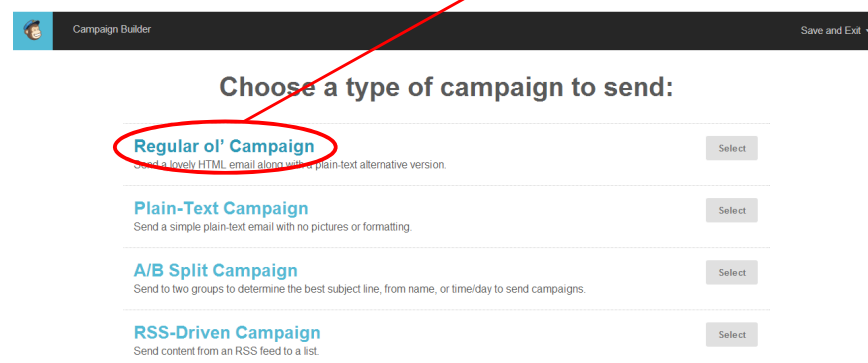 Campaign Builder
Save and Exit
Choose a type of campaign to send:
Regular ol' Campaign
Select
Send a lovely HTML email along with a plain-text alternative version.
Plain-Text Campaign
Select
Send a simple plain-text email with no pictures or formatting.
A/B Split Campaign
Select
Send to two groups to determine the best subject line, from name, or time/day to send campaigns.
RSS-Driven Campaign
Select
Send content from an RSS feed to a list.